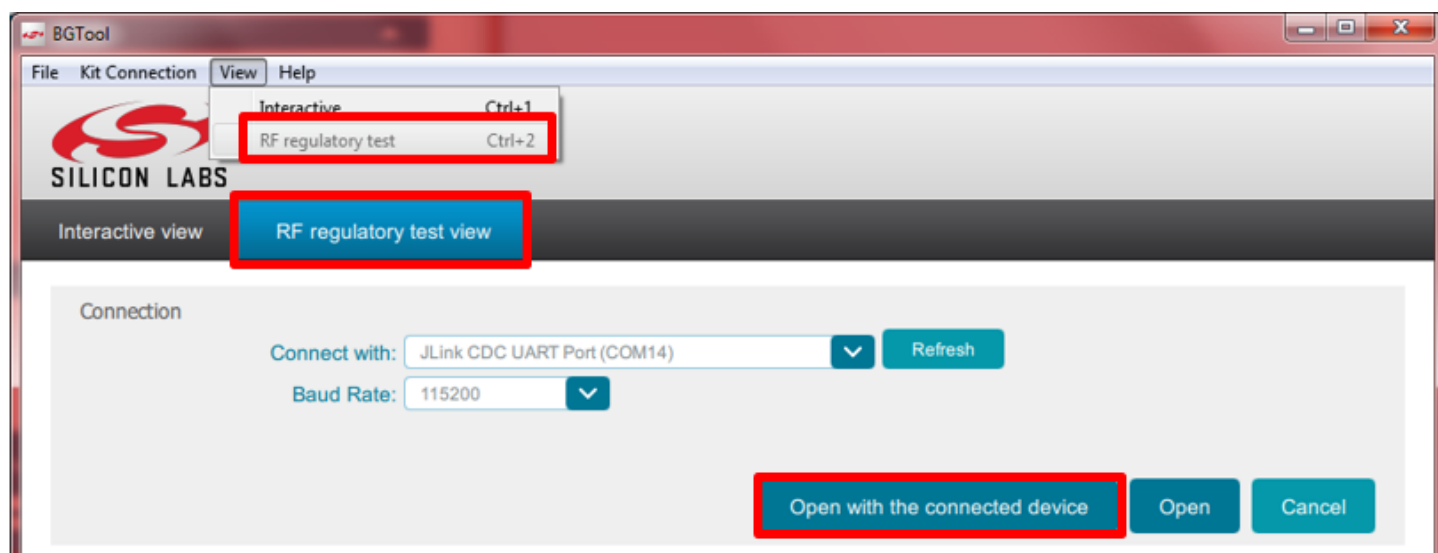 BGTool
File Kit Connection View Help
Interactive Ctrl+1
RF regulatory test Ctrl+2
SILICON LABS
Interactive view RF regulatory test view
Connection
Connect with: JLink CDC UART Port (COM14) Refresh
Baud Rate: 115200
Open with the connected device Open Cancel